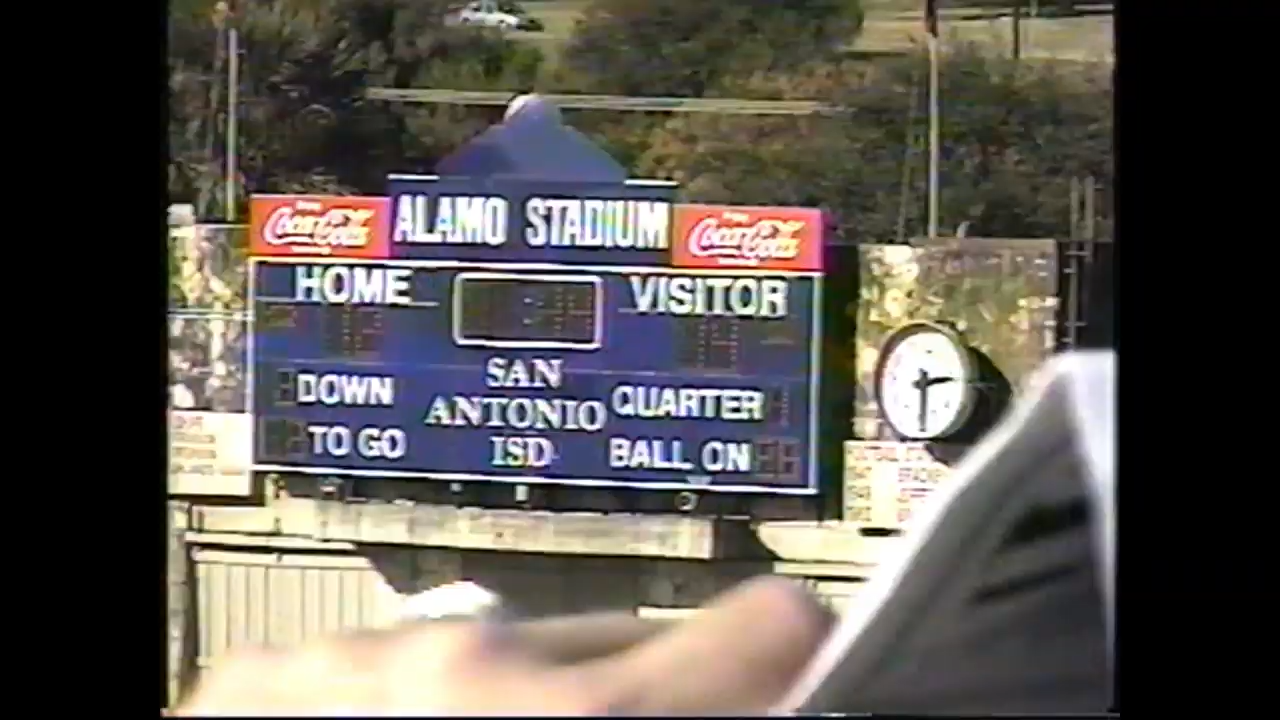 Coca-Cola
ALAMO STADIUM
Coca-Cola
HOME
VISITOR
DOWN
SAN
ANTONIO
ISD
QUARTER
TO GO
BALL ON